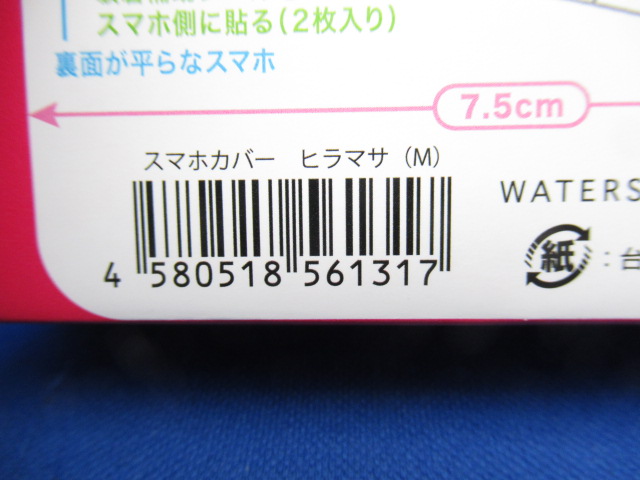 スマホ側に貼る(2枚入り)
裏面が平らなスマホ
7.5cm
スマホカバー ヒラマサ(M)
4 580518 561317
WATERS
紙:台